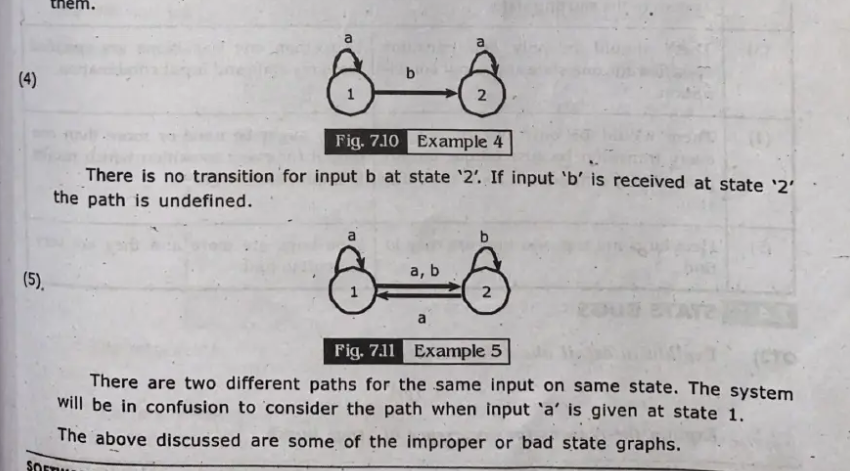 them.
a
a
(4)
1
b
2
Fig. 7.10 Example 4
There is no transition for input b at state ‘2’. If input ‘b’ is received at state ‘2’
the path is undefined.
a
b
(5)
1
a, b
2
a
Fig. 7.11 Example 5
There are two different paths for the same input on same state. The system
will be in confusion to consider the path when input ‘a’ is given at state 1.
The above discussed are some of the improper or bad state graphs.